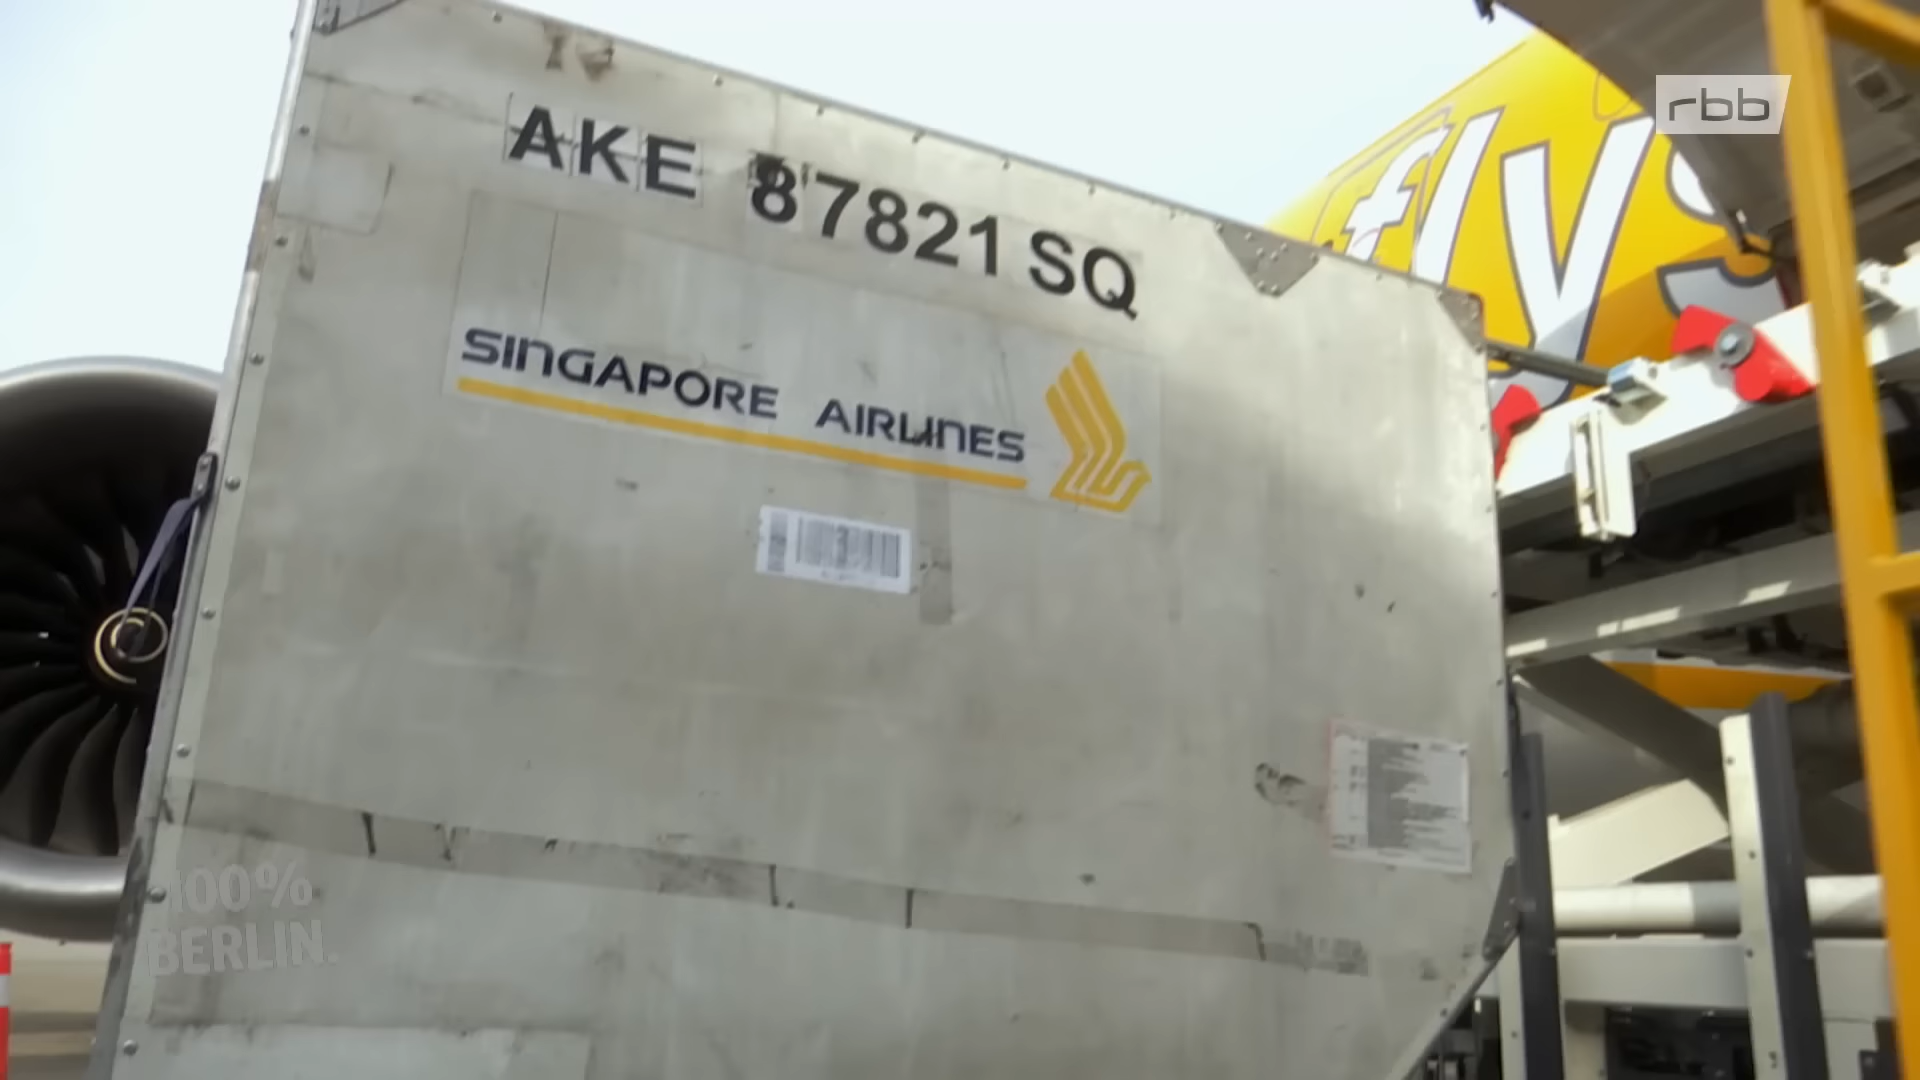 rbb
fly
AKE 87821 SQ
SINGAPORE AIRLINES
100%
BERLIN.